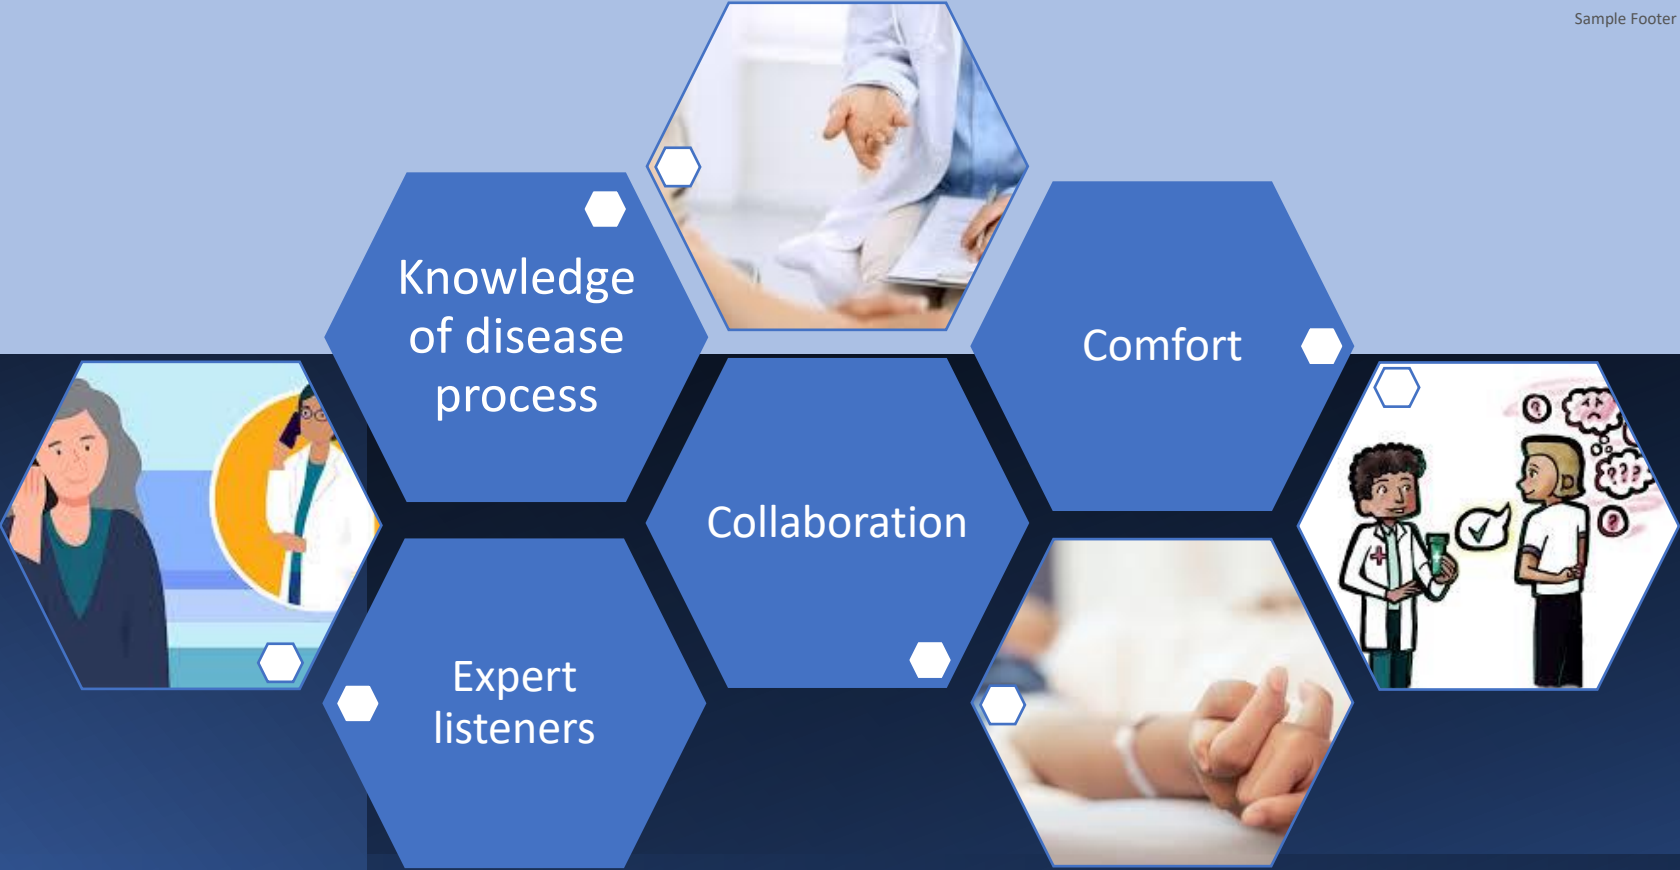 Sample Footer
Knowledge
of disease
process
Comfort
Collaboration
Expert
listeners
?
???
?